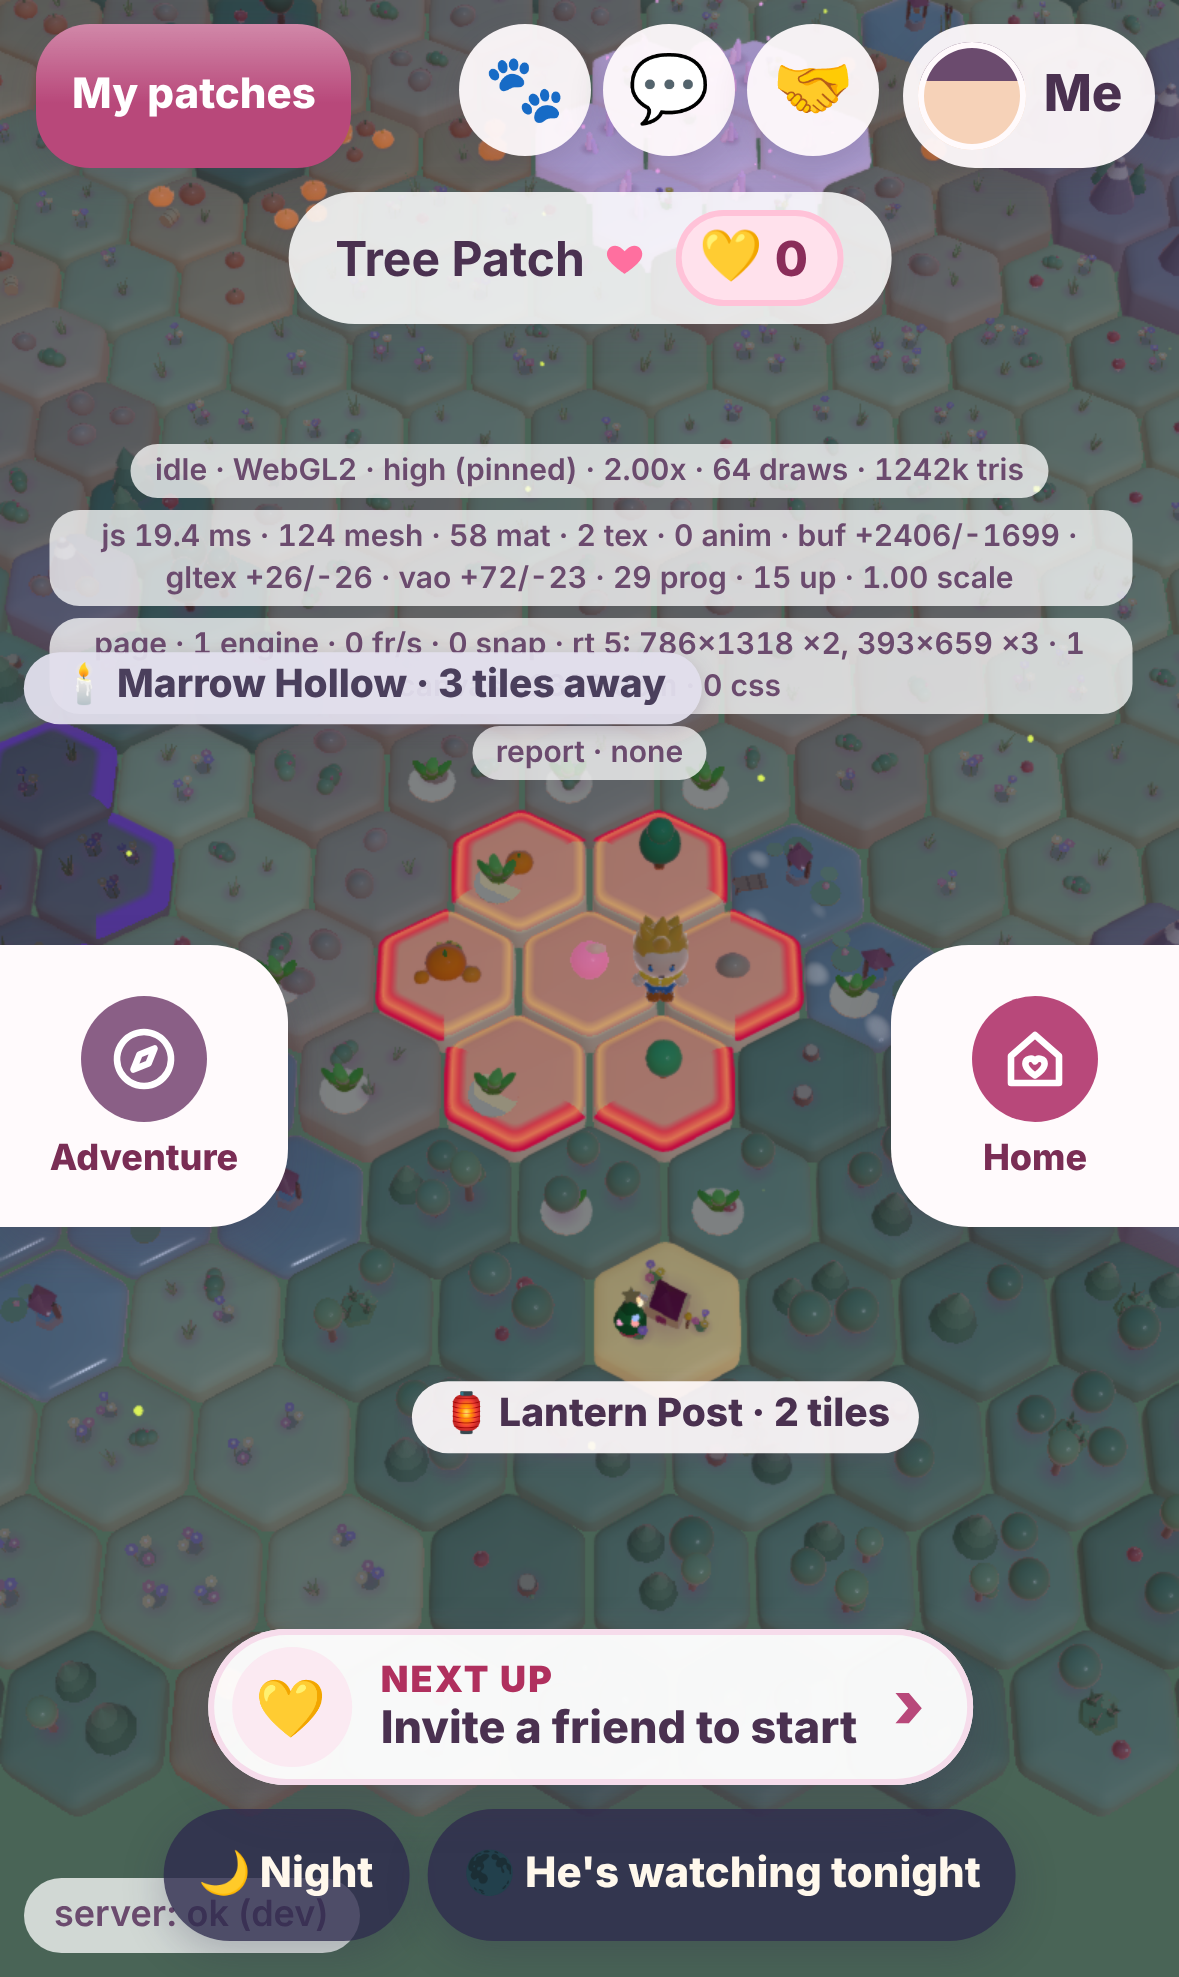 My patches
Me
Tree Patch
0
idle · WebGL2 · high (pinned) · 2.00x · 64 draws · 1242k tris
js 19.4 ms · 124 mesh · 58 mat · 2 tex · 0 anim · buf +2406/-1699 ·
gltex +26/-26 · vao +72/-23 · 29 prog · 15 up · 1.00 scale
page · 1 engine · 0 fr/s · 0 snap · rt 5: 786×1318 ×2, 393×659 ×3 · 1
0 css
Marrow Hollow · 3 tiles away
report · none
Adventure
Home
Lantern Post · 2 tiles
NEXT UP
Invite a friend to start
Night
He's watching tonight
server: ok (dev)